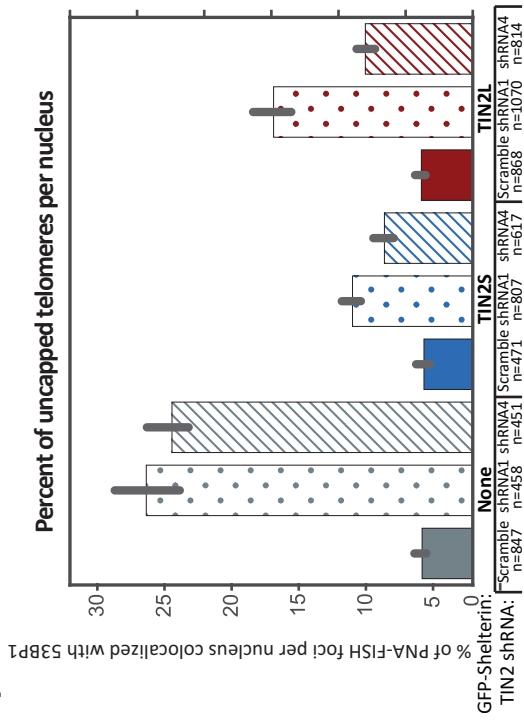 Percent of uncapped telomeres per nucleus
% of PNA-FISH foci per nucleus colocalized with 53BP1
30
25
20
15
10
5
0
GFP-Shelterin: None TIN2S TIN2L
TIN2 shRNA: Scramble shRNA1 shRNA4 Scramble shRNA1 shRNA4 Scramble shRNA1 shRNA4
n=847 n=458 n=451 n=471 n=807 n=617 n=868 n=1070 n=814